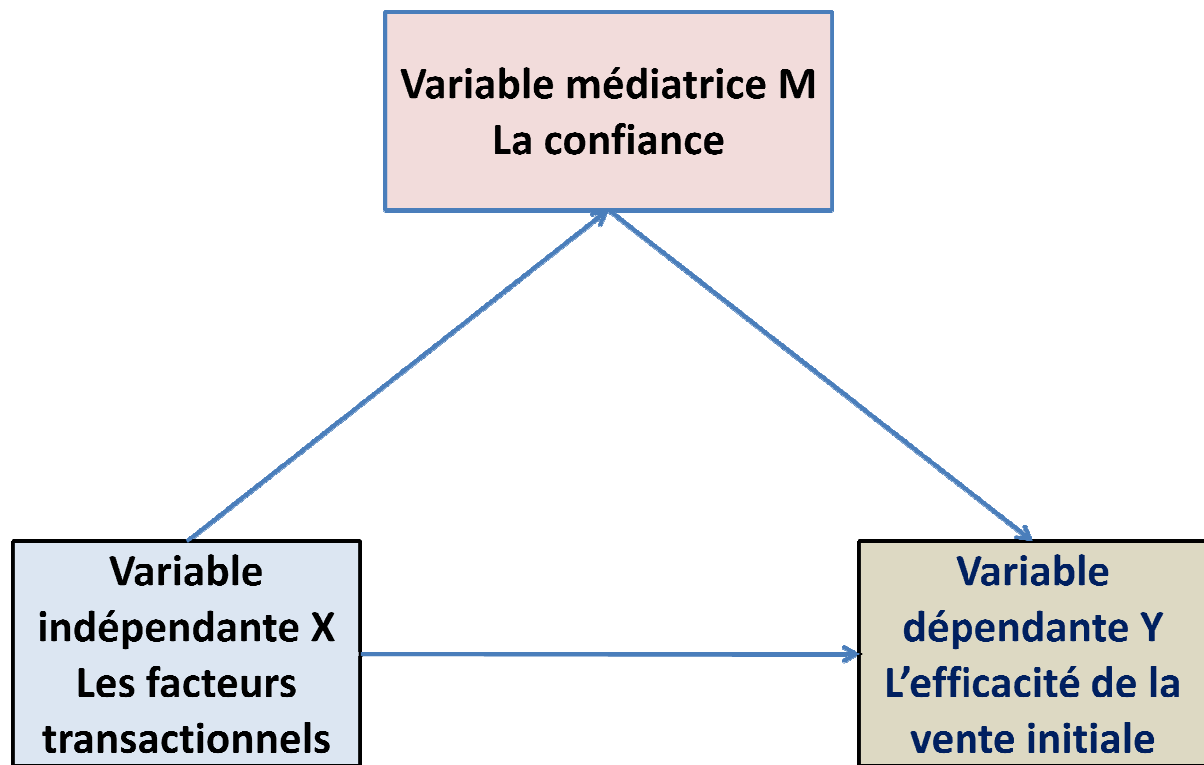 Variable médiatrice M
La confiance
Variable
indépendante X
Les facteurs
transactionnels
Variable
dépendante Y
L’efficacité de la
vente initiale